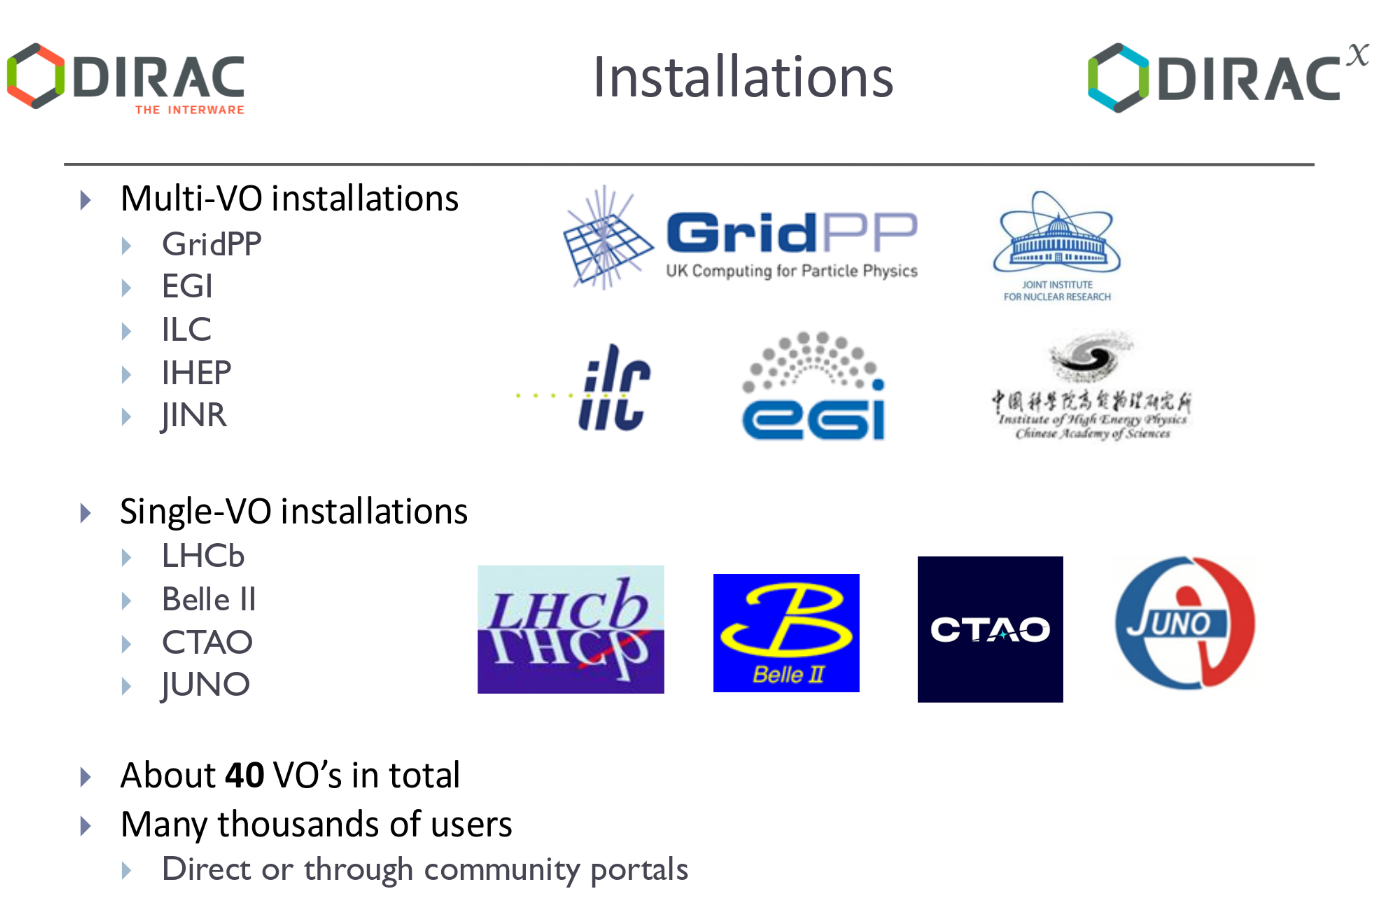 DIRAC
THE INTERWARE
Installations
DIRAC x
Multi-VO installations
GridPP
EGI
ILC
IHEP
JINR
GridPP
UK Computing for Particle Physics
JOINT INSTITUTE
FOR NUCLEAR RESEARCH
ilc
egi
中国科学院高能物理研究所
Institute of High Energy Physics
Chinese Academy of Sciences
Single-VO installations
LHCb
Belle II
CTAO
JUNO
LHCb
LHCb
Belle II
CTAO
JUNO
About 40 VO’s in total
Many thousands of users
Direct or through community portals